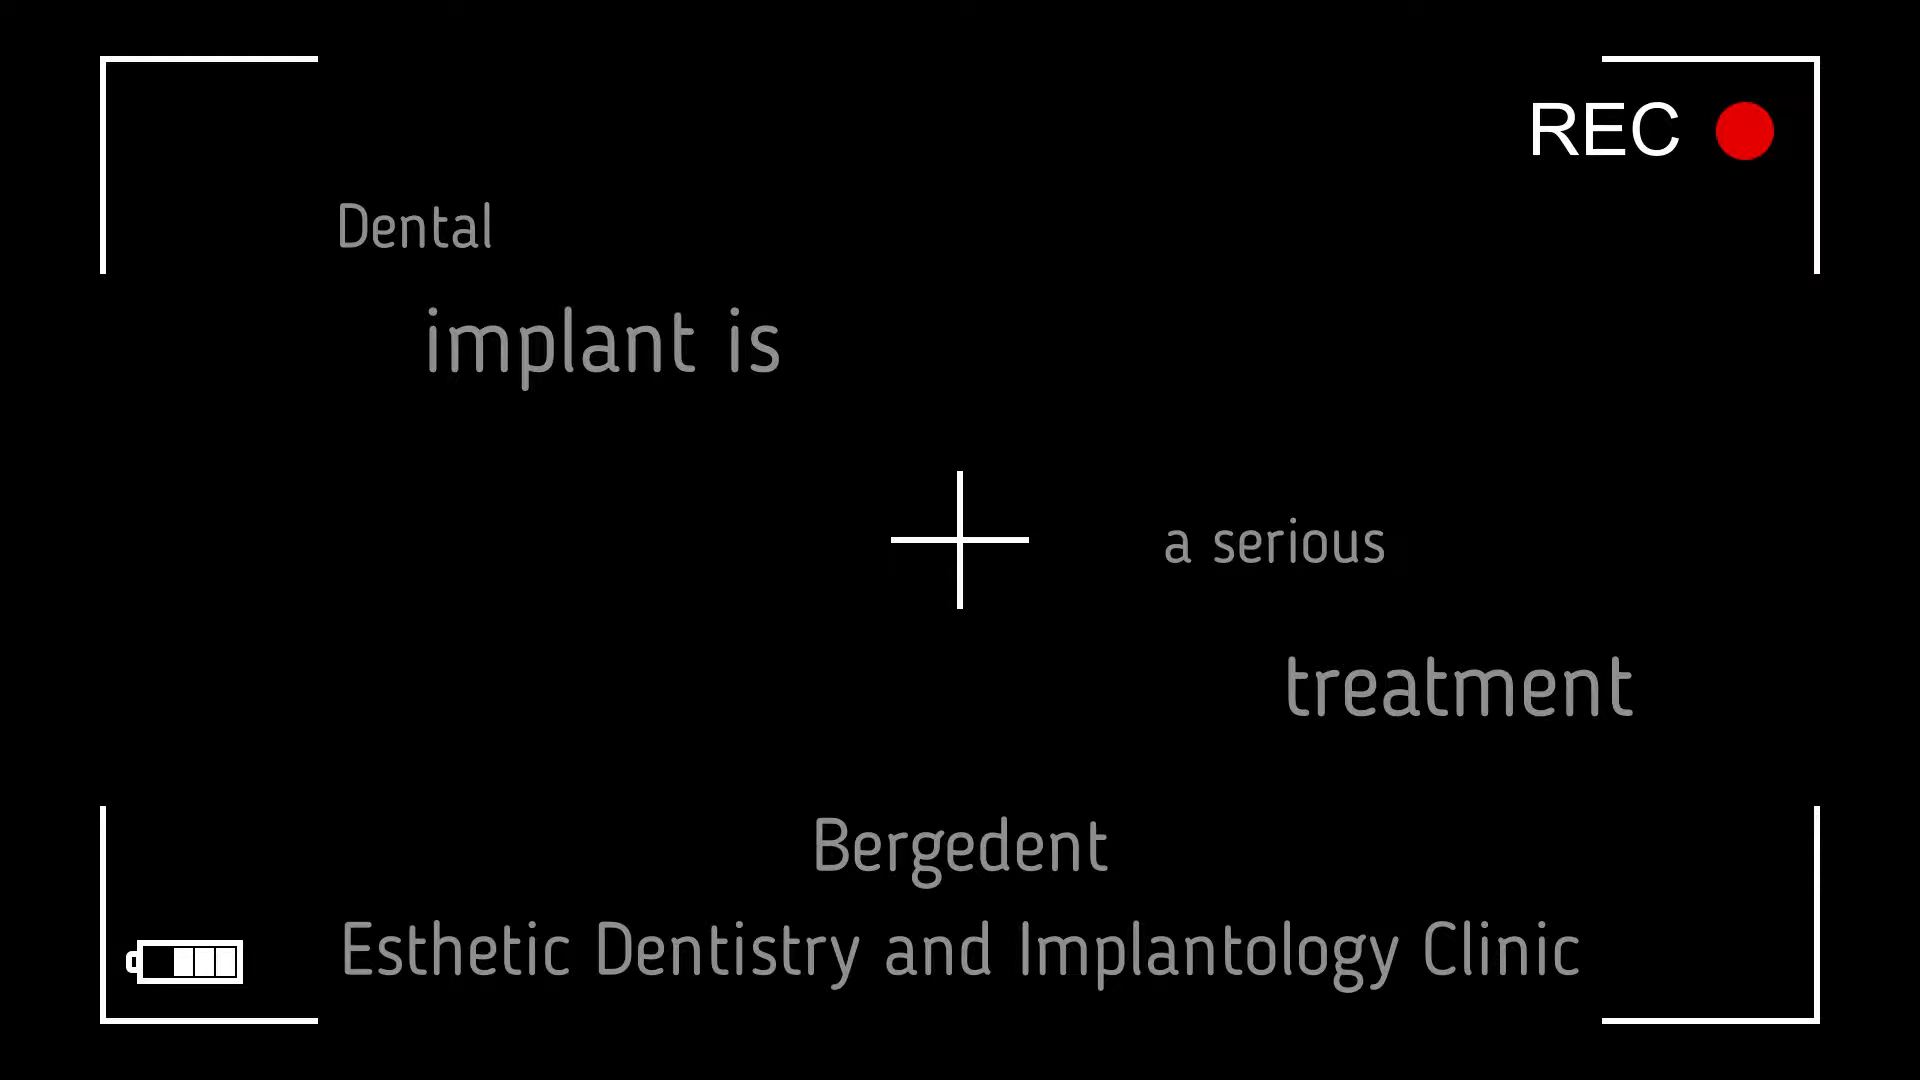 REC
Dental
implant is
a serious
treatment
Bergedent
Esthetic Dentistry and Implantology Clinic